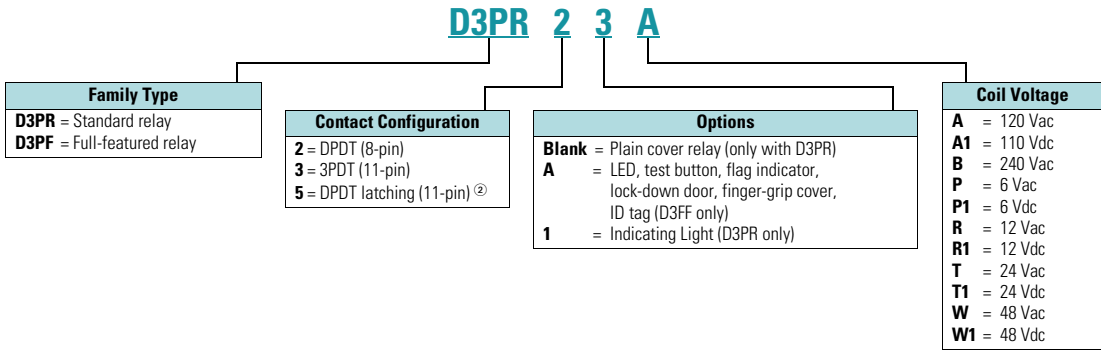 D3PR 2 3 A
Family Type
D3PR = Standard relay
D3PF = Full-featured relay
Contact Configuration
2 = DPDT (8-pin)
3 = 3PDT (11-pin)
5 = DPDT latching (11-pin) ②
Options
Blank = Plain cover relay (only with D3PR)
A = LED, test button, flag indicator,
lock-down door, finger-grip cover,
ID tag (D3FF only)
1 = Indicating Light (D3PR only)
Coil Voltage
A = 120 Vac
A1 = 110 Vdc
B = 240 Vac
P = 6 Vac
P1 = 6 Vdc
R = 12 Vac
R1 = 12 Vdc
T = 24 Vac
T1 = 24 Vdc
W = 48 Vac
W1 = 48 Vdc